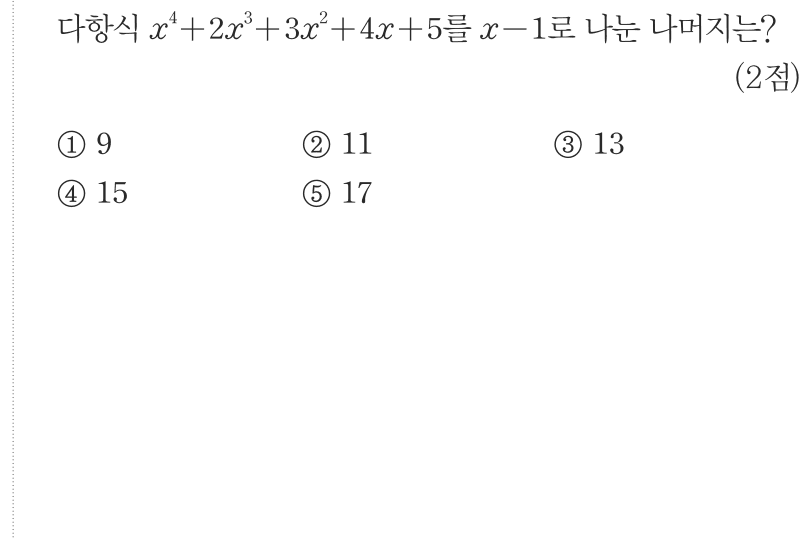 다항식 x⁴+2x³+3x²+4x+5를 x-1로 나눈 나머지는?
(2점)
① 9 ② 11 ③ 13
④ 15 ⑤ 17